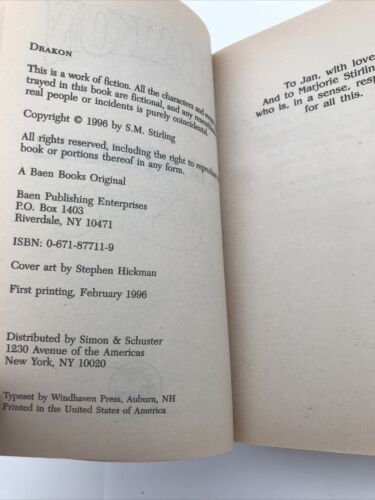 DRAKON
This is a work of fiction. All the characters and events
trayed in this book are fictional, and any resemblance
real people or incidents is purely coincidental.
Copyright © 1996 by S.M. Stirling
All rights reserved, including the right to reproduce
book or portions thereof in any form.
A Baen Books Original
Baen Publishing Enterprises
P.O. Box 1403
Riverdale, NY 10471
ISBN: 0-671-87711-9
Cover art by Stephen Hickman
First printing, February 1996
Distributed by Simon & Schuster
1230 Avenue of the Americas
New York, NY 10020
Typeset by Windhaven Press, Auburn, NH
Printed in the United States of America
To Jan, with love
And to Marjorie Stirlin
who is, in a sense, resp
for all this.